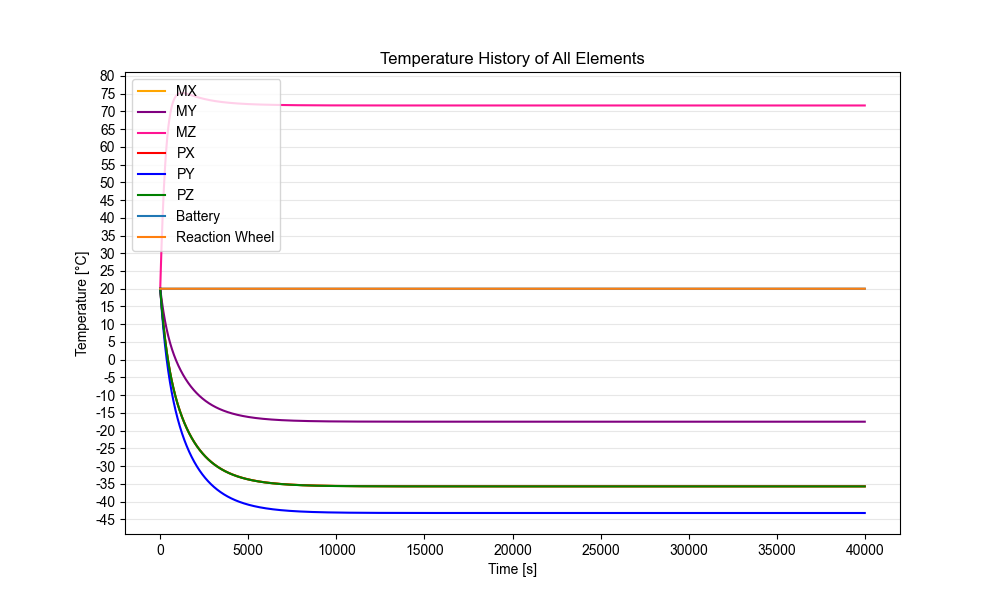 Temperature History of All Elements
80
75
70
65
60
55
50
45
40
35
30
25
20
15
10
5
0
-5
-10
-15
-20
-25
-30
-35
-40
-45
Temperature [°C]
MX
MY
MZ
PX
PY
PZ
Battery
Reaction Wheel
0 5000 10000 15000 20000 25000 30000 35000 40000
Time [s]